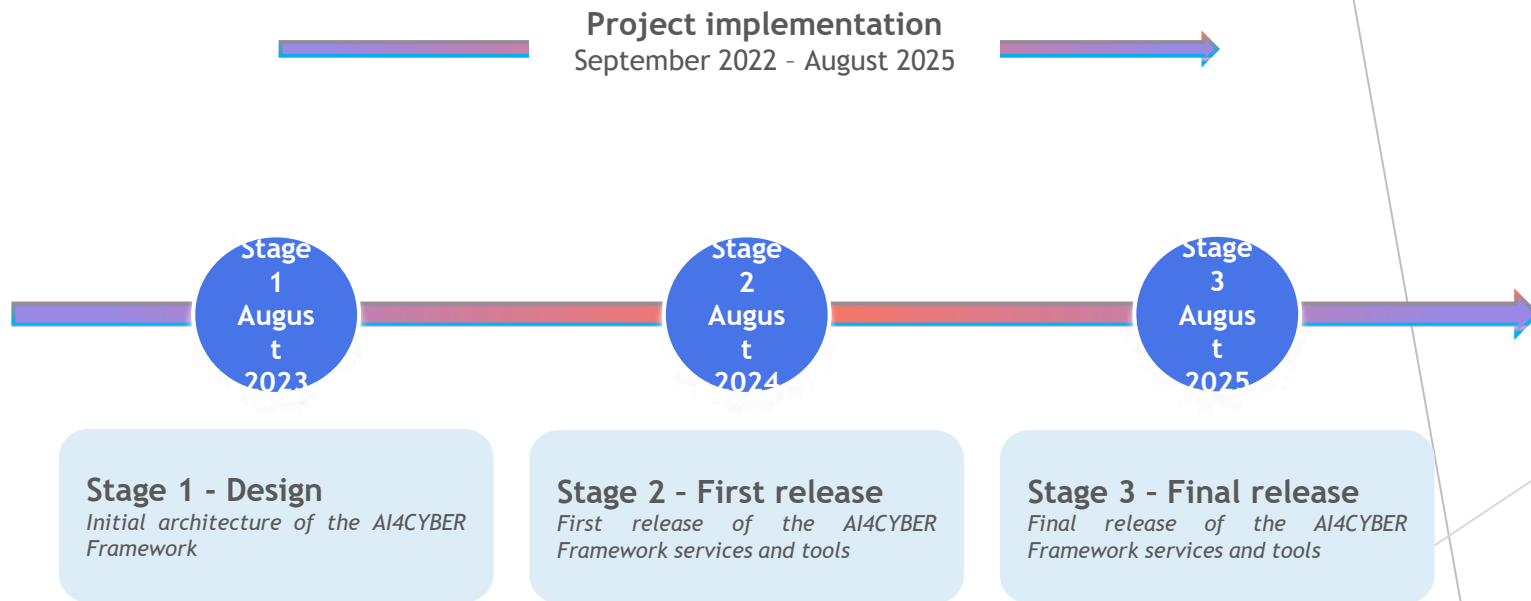 Project implementation
September 2022 – August 2025
Stage
1
Augus
t
2023
Stage
2
Augus
t
2024
Stage
3
Augus
t
2025
Stage 1 - Design
Initial architecture of the AI4CYBER
Framework
Stage 2 – First release
First release of the AI4CYBER
Framework services and tools
Stage 3 – Final release
Final release of the AI4CYBER
Framework services and tools